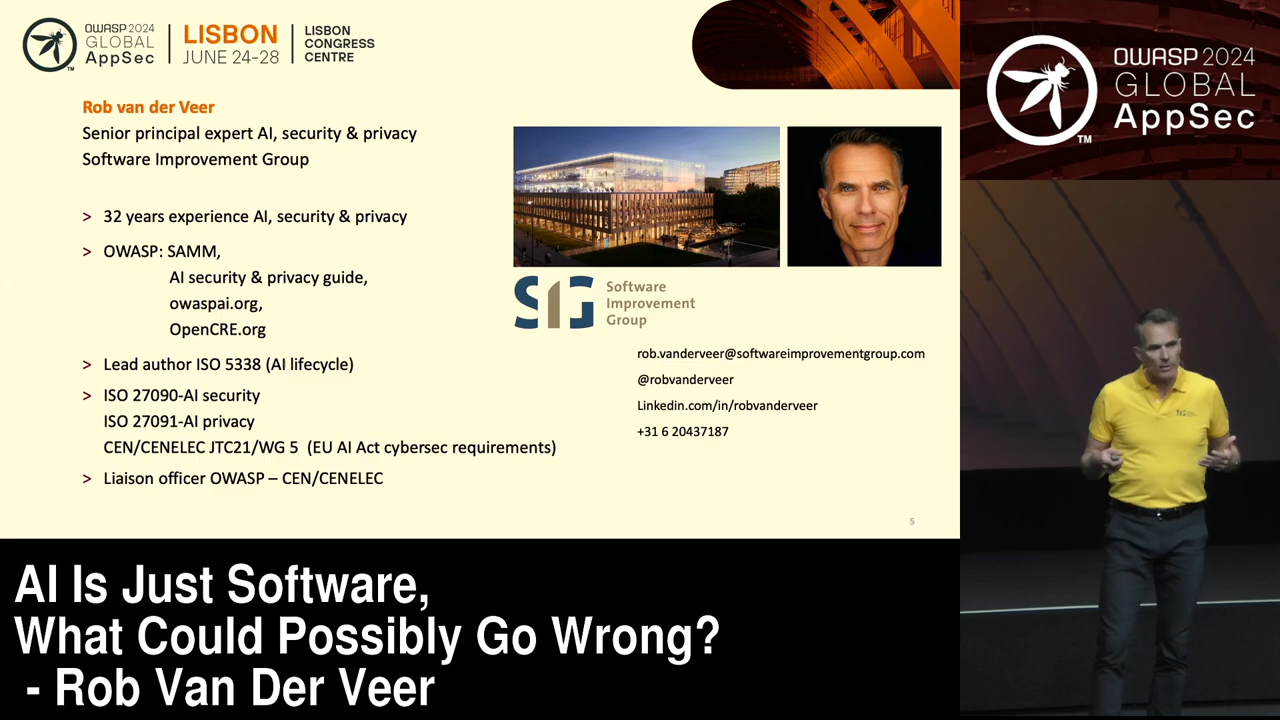 OWASP 2024
GLOBAL
AppSec
TM
LISBON
JUNE 24-28
LISBON
CONGRESS
CENTRE
Rob van der Veer
Senior principal expert AI, security & privacy
Software Improvement Group
> 32 years experience AI, security & privacy
> OWASP: SAMM,
AI security & privacy guide,
owaspai.org,
OpenCRE.org
> Lead author ISO 5338 (AI lifecycle)
> ISO 27090-AI security
ISO 27091-AI privacy
CEN/CENELEC JTC21/WG 5 (EU AI Act cybersec requirements)
> Liaison officer OWASP – CEN/CENELEC
SIG
Software
Improvement
Group
rob.vanderveer@softwareimprovementgroup.com
@robvanderveer
Linkedin.com/in/robvanderveer
+31 6 20437187
5
OWASP 2024
GLOBAL
AppSec
TM
SIG
AI Is Just Software,
What Could Possibly Go Wrong?
- Rob Van Der Veer